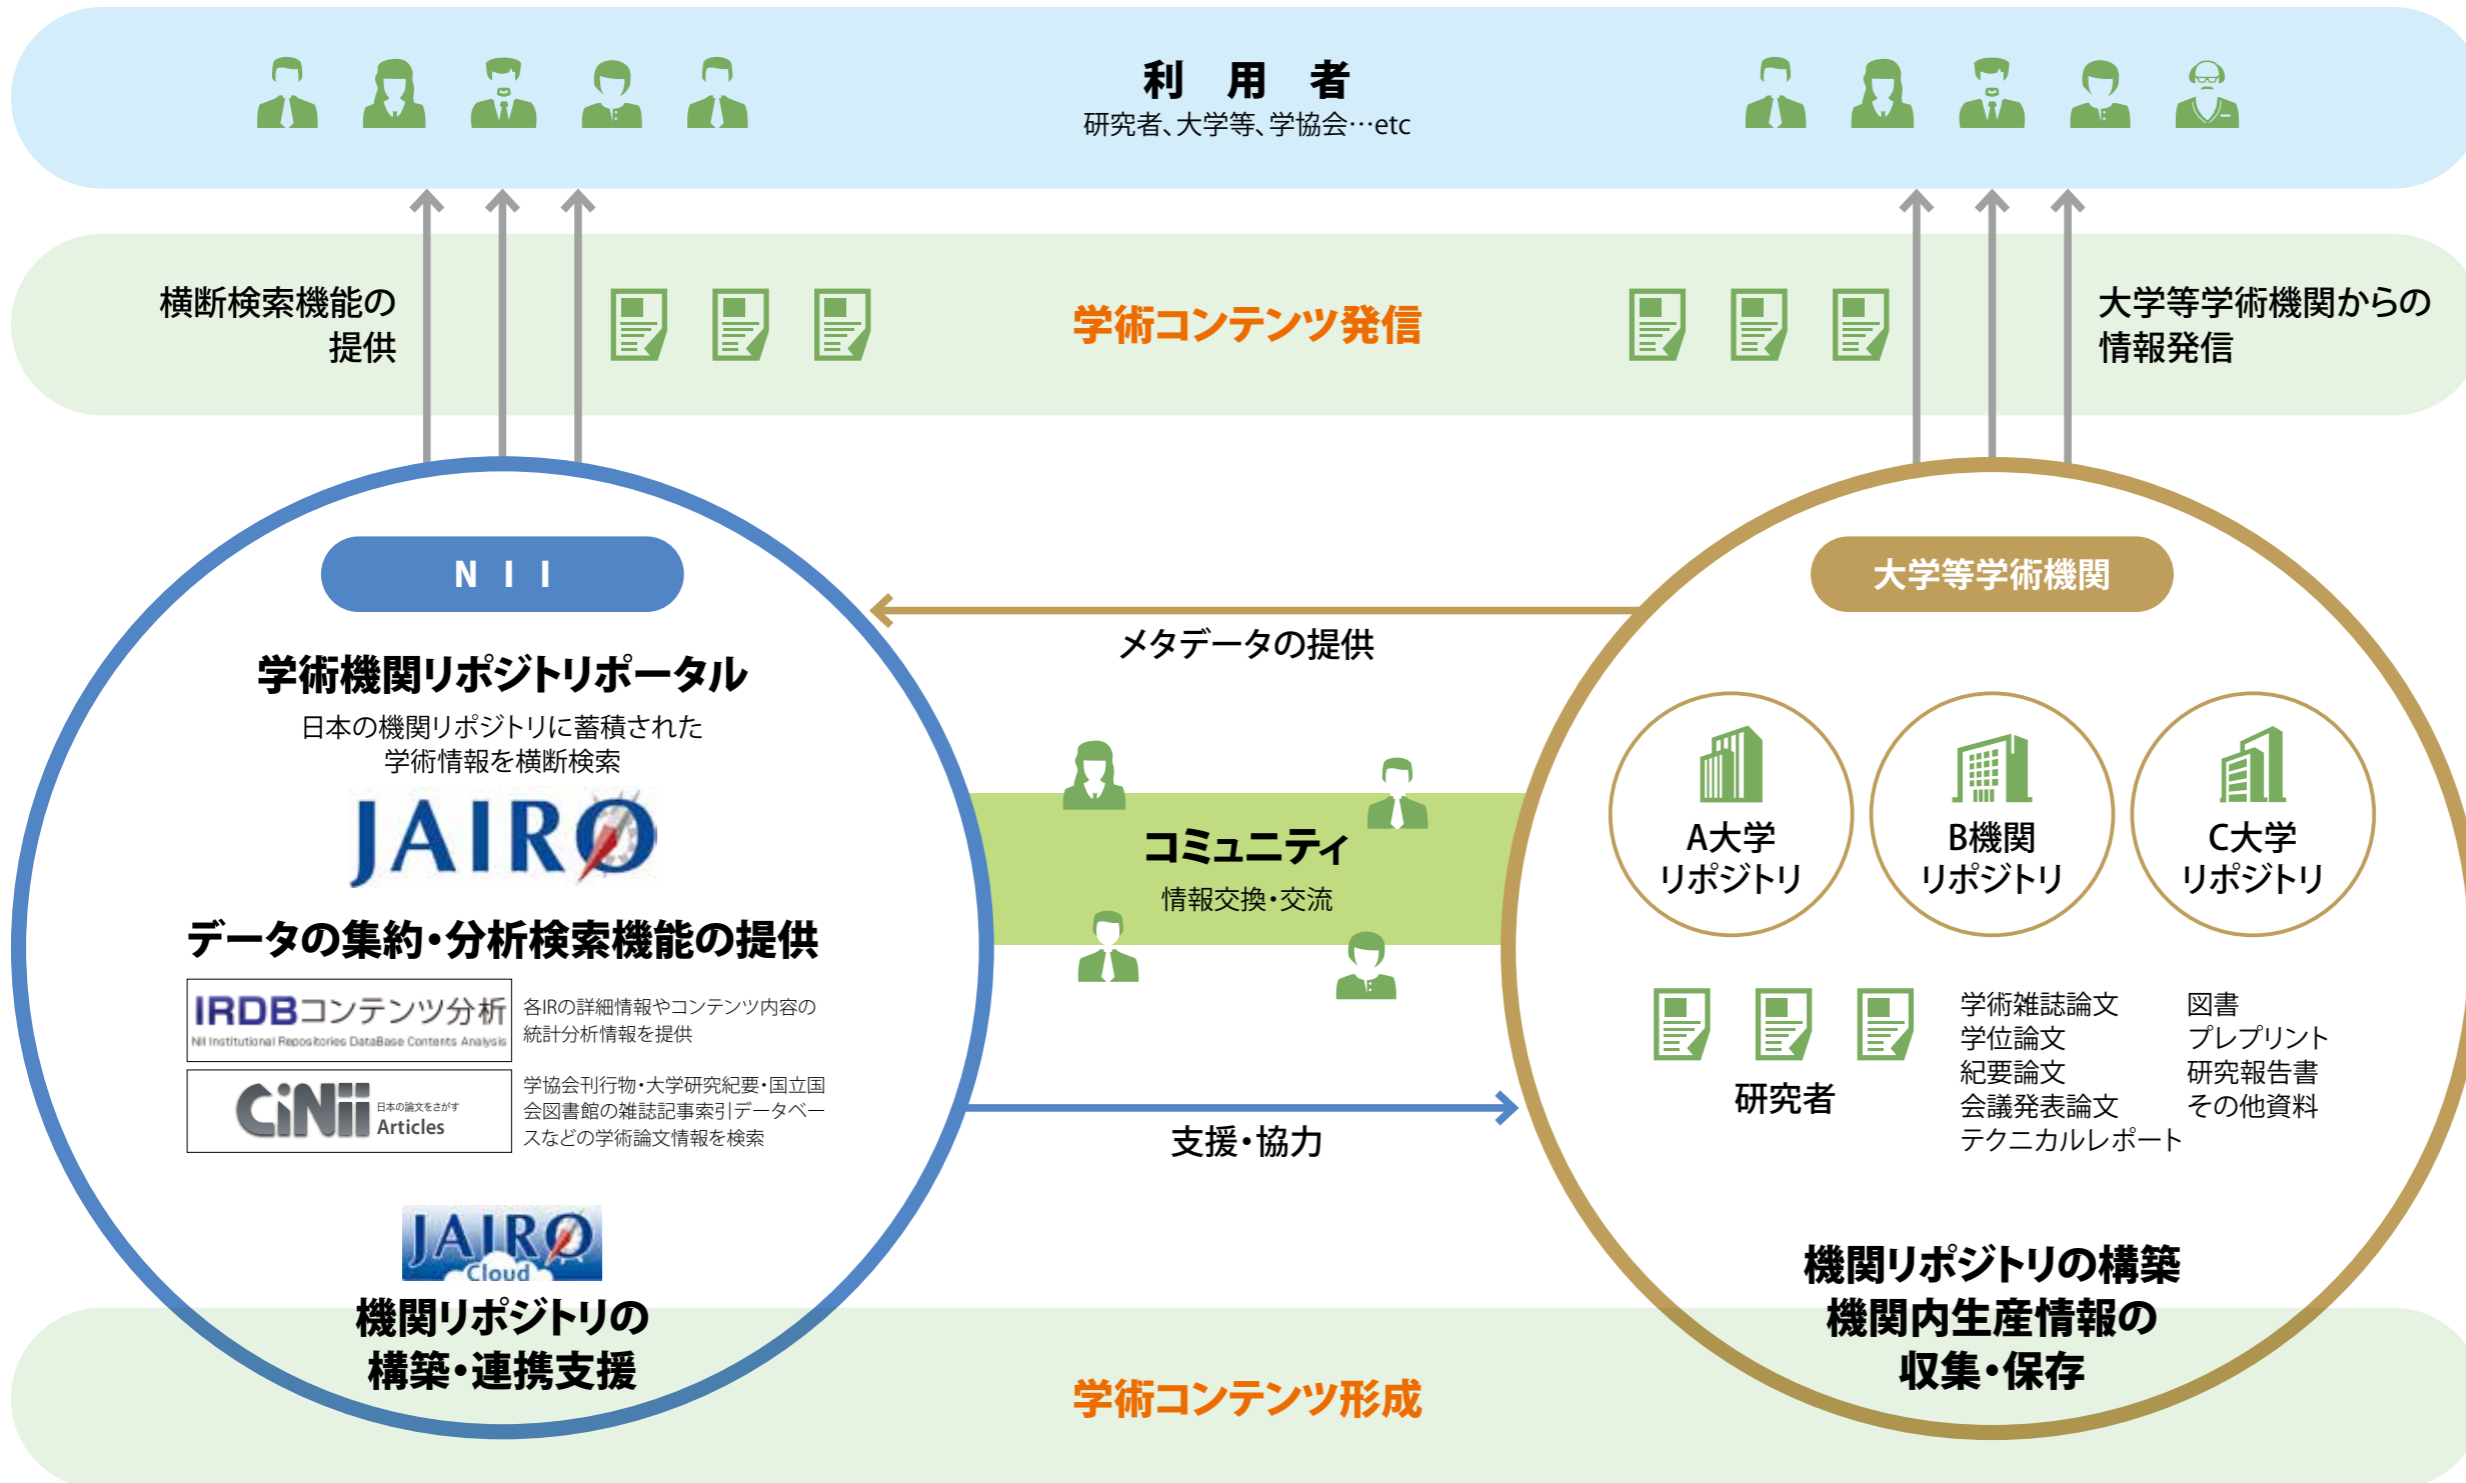 利 用 者
研究者、大学等、学協会…etc
横断検索機能の
提供
学術コンテンツ発信
大学等学術機関からの
情報発信
N I I
学術機関リポジトリポータル
日本の機関リポジトリに蓄積された
学術情報を横断検索
JAIRO
データの集約・分析検索機能の提供
IRDBコンテンツ分析
NII Institutional Repositories DataBase Contents Analysis
各IRの詳細情報やコンテンツ内容の
統計分析情報を提供
CiNii
日本の論文をさがす
Articles
学協会刊行物・大学研究紀要・国立国
会図書館の雑誌記事索引データベー
スなどの学術論文情報を検索
JAIRO
Cloud
機関リポジトリの
構築・連携支援
メタデータの提供
コミュニティ
情報交換・交流
支援・協力
学術コンテンツ形成
大学等学術機関
A大学
リポジトリ
B機関
リポジトリ
C大学
リポジトリ
研究者
学術雑誌論文
学位論文
紀要論文
会議発表論文
テクニカルレポート
図書
プレプリント
研究報告書
その他資料
機関リポジトリの構築
機関内生産情報の
収集・保存